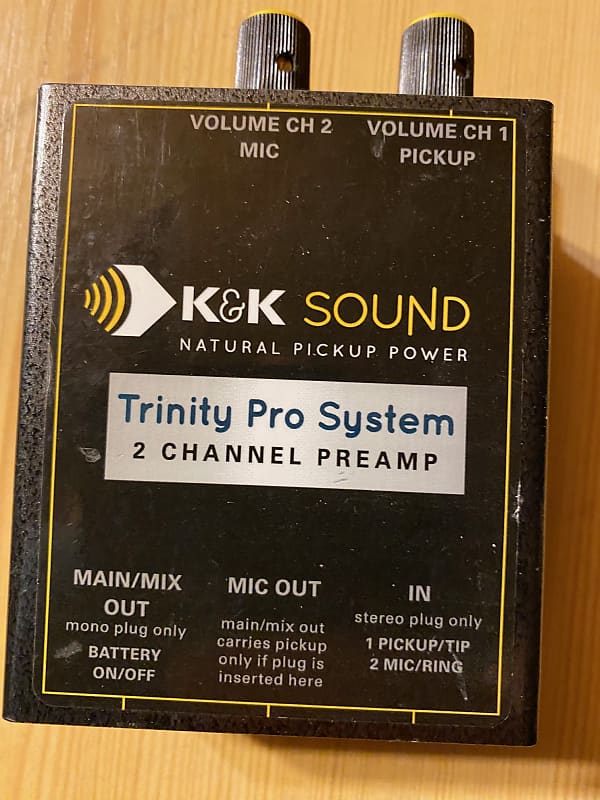 VOLUME CH 2
MIC
VOLUME CH 1
PICKUP
K&K SOUND
NATURAL PICKUP POWER
Trinity Pro System
2 CHANNEL PREAMP
MAIN/MIX
OUT
mono plug only
BATTERY
ON/OFF
MIC OUT
main/mix out
carries pickup
only if plug is
inserted here
IN
stereo plug only
1 PICKUP/TIP
2 MIC/RING